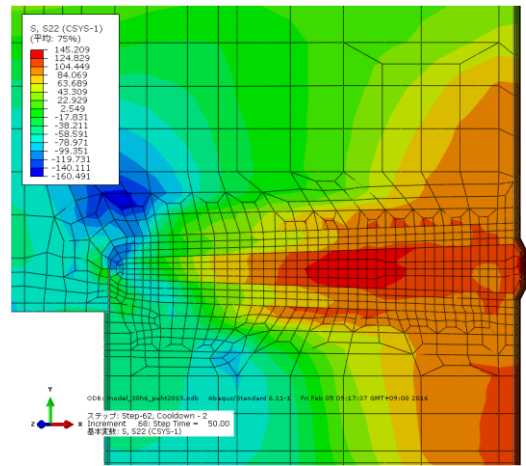 S, S22 (CSYS-1)
(平均: 75%)
145.209
124.829
104.449
84.069
63.689
43.309
22.929
2.549
-17.831
-38.211
-58.591
-78.971
-99.351
-119.731
-140.111
-160.491
ODB: model_30h6_pwht2015.odb Abaqus/Standard 6.11-1 Fri Feb 05 05:17:37 GMT+09:00 2016
Y
Z X
ステップ: Step-62, Cooldown - 2
Increment 68: Step Time = 50.00
基本変数: S, S22 (CSYS-1)